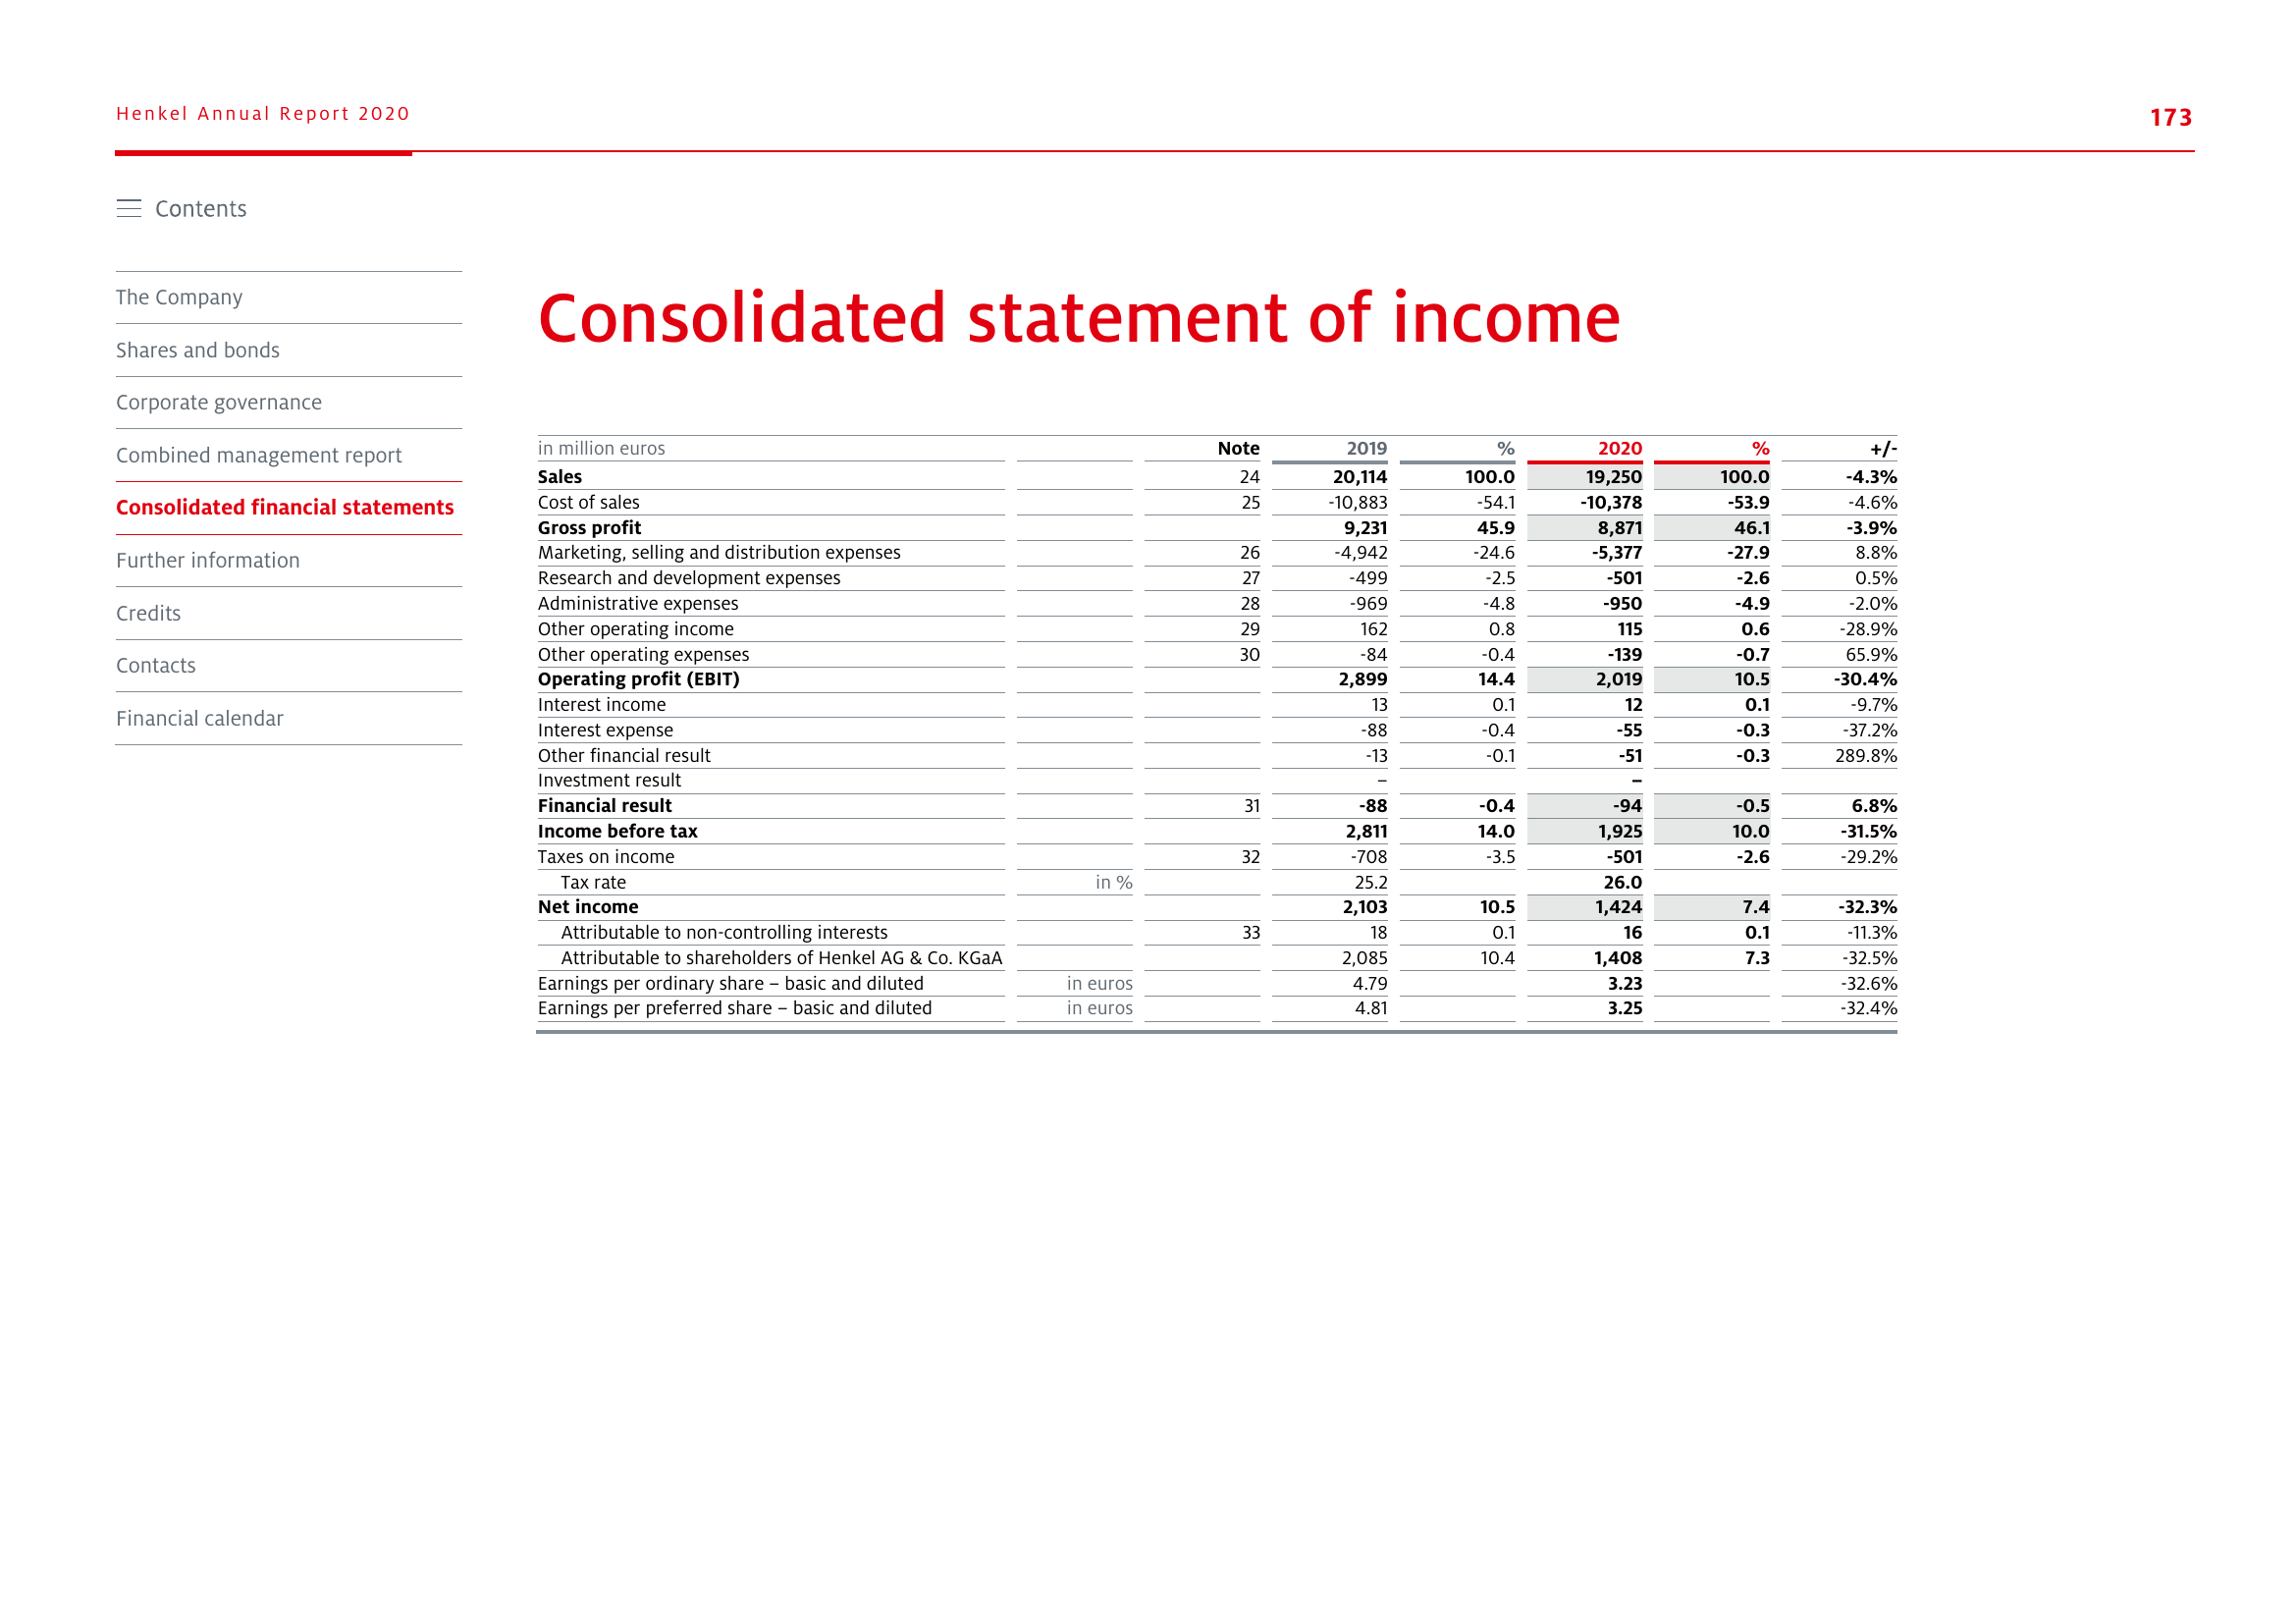 Henkel Annual Report 2020
173
Contents
The Company
Shares and bonds
Corporate governance
Combined management report
Consolidated financial statements
Further information
Credits
Contacts
Financial calendar
Consolidated statement of income
in million euros Note 2019 % 2020 % +/-
Sales 24 20,114 100.0 19,250 100.0 -4.3%
Cost of sales 25 -10,883 -54.1 -10,378 -53.9 -4.6%
Gross profit 9,231 45.9 8,871 46.1 -3.9%
Marketing, selling and distribution expenses 26 -4,942 -24.6 -5,377 -27.9 8.8%
Research and development expenses 27 -499 -2.5 -501 -2.6 0.5%
Administrative expenses 28 -969 -4.8 -950 -4.9 -2.0%
Other operating income 29 162 0.8 115 0.6 -28.9%
Other operating expenses 30 -84 -0.4 -139 -0.7 65.9%
Operating profit (EBIT) 2,899 14.4 2,019 10.5 -30.4%
Interest income 13 0.1 12 0.1 -9.7%
Interest expense -88 -0.4 -55 -0.3 -37.2%
Other financial result -13 -0.1 -51 -0.3 289.8%
Investment result – –
Financial result 31 -88 -0.4 -94 -0.5 6.8%
Income before tax 2,811 14.0 1,925 10.0 -31.5%
Taxes on income 32 -708 -3.5 -501 -2.6 -29.2%
Tax rate in % 25.2 26.0
Net income 2,103 10.5 1,424 7.4 -32.3%
Attributable to non-controlling interests 33 18 0.1 16 0.1 -11.3%
Attributable to shareholders of Henkel AG & Co. KGaA 2,085 10.4 1,408 7.3 -32.5%
Earnings per ordinary share – basic and diluted in euros 4.79 3.23 -32.6%
Earnings per preferred share – basic and diluted in euros 4.81 3.25 -32.4%